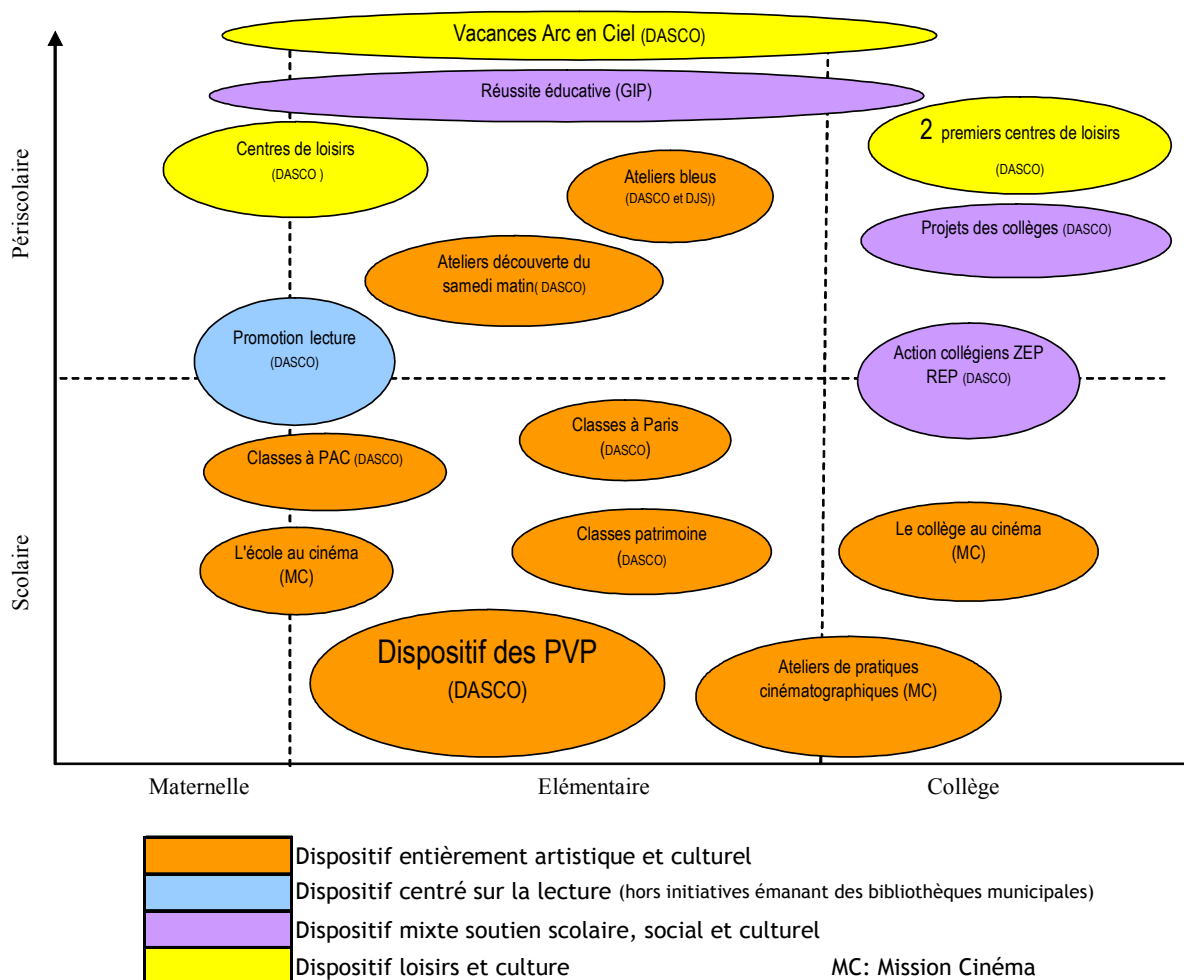 Vacances Arc en Ciel (DASCO)
Réussite éducative (GIP)
2 premiers centres de loisirs
(DASCO)
Centres de loisirs
(DASCO )
Ateliers bleus
(DASCO et DJS))
Projets des collèges (DASCO)
Ateliers découverte du
samedi matin( DASCO)
Périscolaire
Promotion lecture
(DASCO)
Action collégiens ZEP
REP (DASCO)
Classes à Paris
(DASCO)
Classes à PAC (DASCO)
Classes patrimoine
(DASCO)
Le collège au cinéma
(MC)
L'école au cinéma
(MC)
Scolaire
Dispositif des PVP
(DASCO)
Ateliers de pratiques
cinématographiques (MC)
Maternelle
Elémentaire
Collège
Dispositif entièrement artistique et culturel
Dispositif centré sur la lecture (hors initiatives émanant des bibliothèques municipales)
Dispositif mixte soutien scolaire, social et culturel
Dispositif loisirs et culture
MC: Mission Cinéma